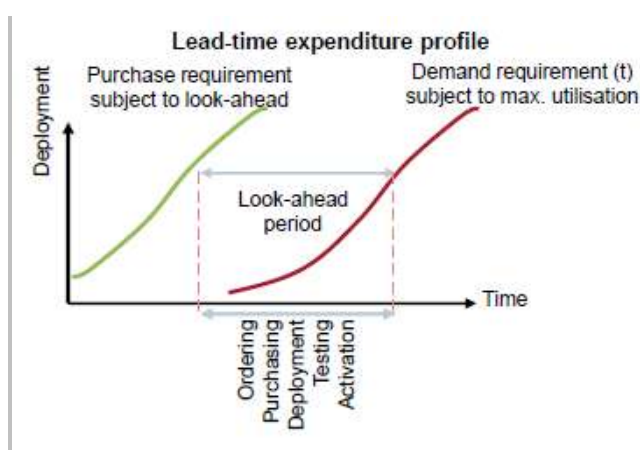 Lead-time expenditure profile
Purchase requirement
subject to look-ahead
Demand requirement (t)
subject to max. utilisation
Deployment
Look-ahead
period
Time
Ordering
Purchasing
Deployment
Testing
Activation